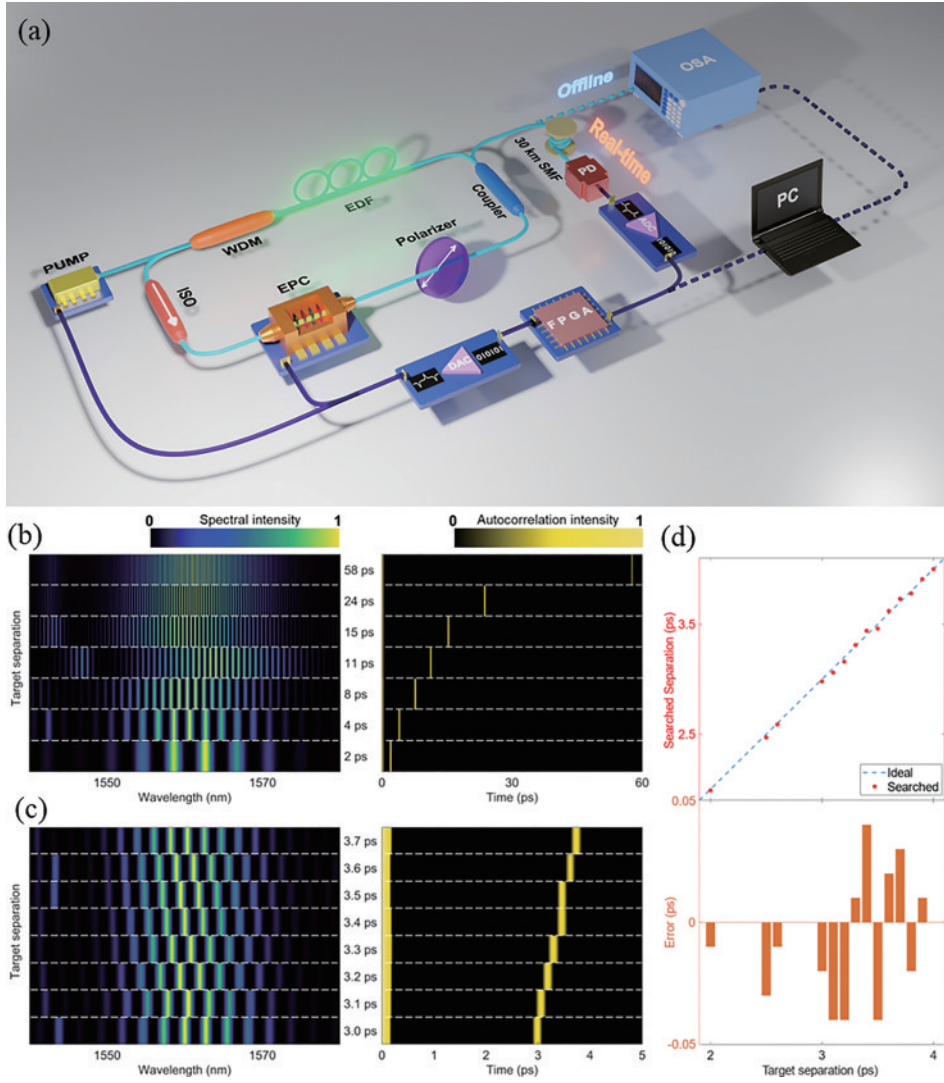 (a)
OSA
Offline
Real-time
30 km SMF
PD
ADC
010101
PC
EDF
Coupler
WDM
Polarizer
PUMP
ISO
EPC
FPGA
DAC
010101
(b)
0 Spectral intensity 1
0 Autocorrelation intensity 1
Target separation
58 ps
24 ps
15 ps
11 ps
8 ps
4 ps
2 ps
1550 1570
Wavelength (nm)
0 30 60
Time (ps)
(c)
Target separation
3.7 ps
3.6 ps
3.5 ps
3.4 ps
3.3 ps
3.2 ps
3.1 ps
3.0 ps
1550 1570
Wavelength (nm)
0 1 2 3 4 5
Time (ps)
(d)
Searched Separation (ps)
3.5
2.5
Ideal
Searched
0.05
Error (ps)
0
-0.05
2 3 4
Target separation (ps)